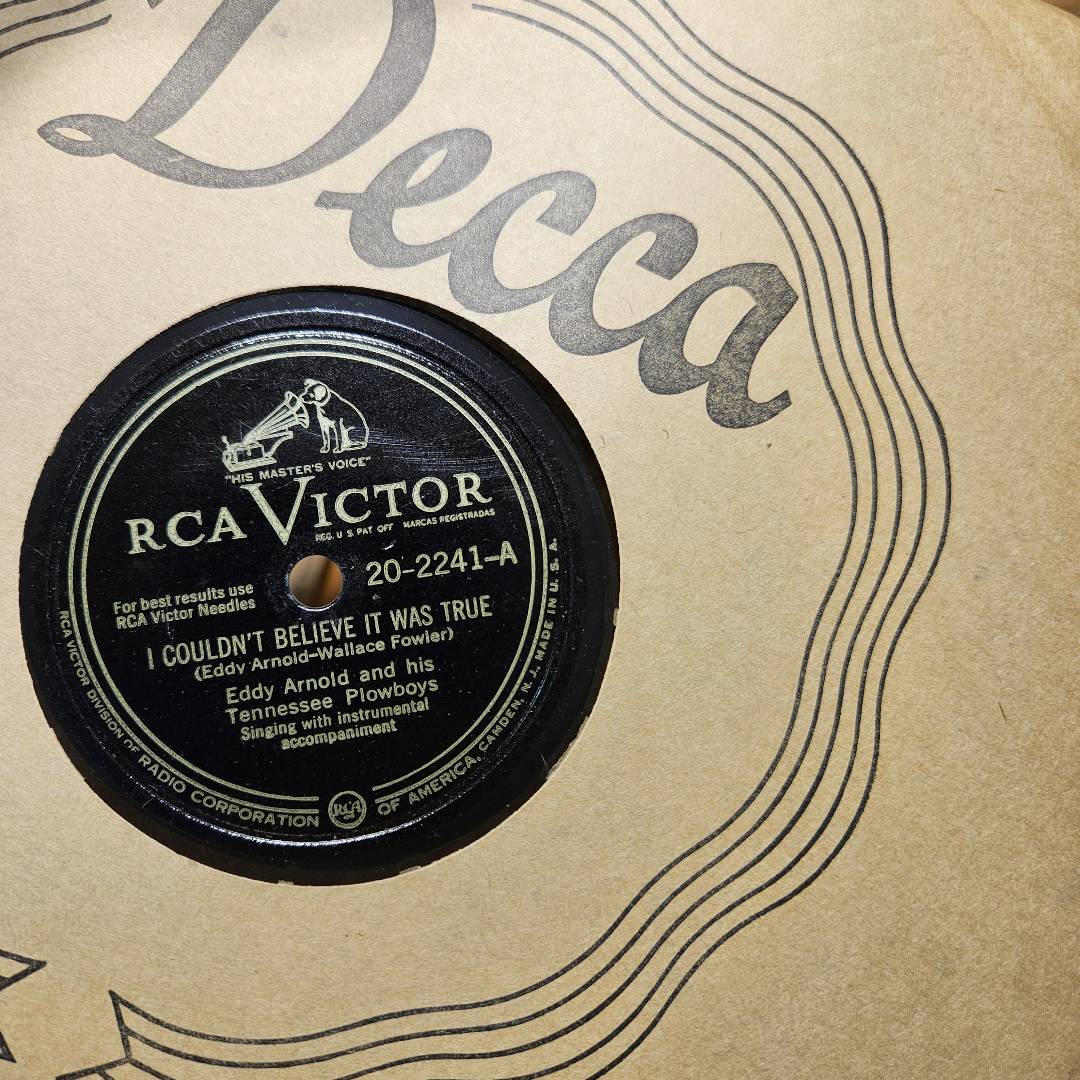 Decca
"HIS MASTER'S VOICE"
RCA VICTOR
REG. U S. PAT OFF MARCAS REGISTRADAS
20-2241-A
For best results use
RCA Victor Needles
I COULDN'T BELIEVE IT WAS TRUE
(Eddy Arnold-Wallace Fowler)
Eddy Arnold and his
Tennessee Plowboys
Singing with instrumental
accompaniment
RCA VICTOR DIVISION OF RADIO CORPORATION RCA OF AMERICA, CAMDEN, N. J., MADE IN U. S. A.